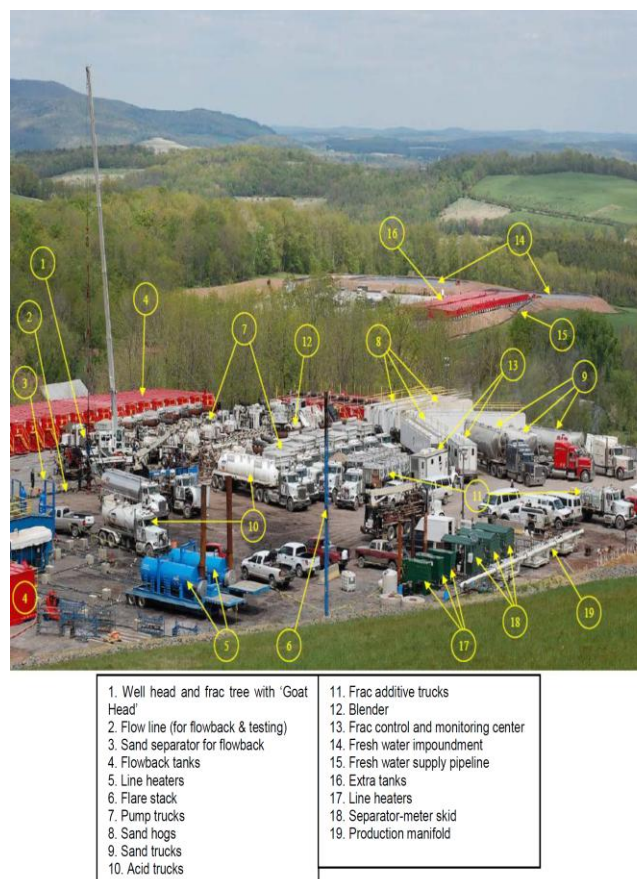 1
2
3
4
7
12
8
13
16
14
15
9
11
10
4
5
6
17
18
19
1. Well head and frac tree with ‘Goat
Head’
2. Flow line (for flowback & testing)
3. Sand separator for flowback
4. Flowback tanks
5. Line heaters
6. Flare stack
7. Pump trucks
8. Sand hogs
9. Sand trucks
10. Acid trucks
11. Frac additive trucks
12. Blender
13. Frac control and monitoring center
14. Fresh water impoundment
15. Fresh water supply pipeline
16. Extra tanks
17. Line heaters
18. Separator-meter skid
19. Production manifold